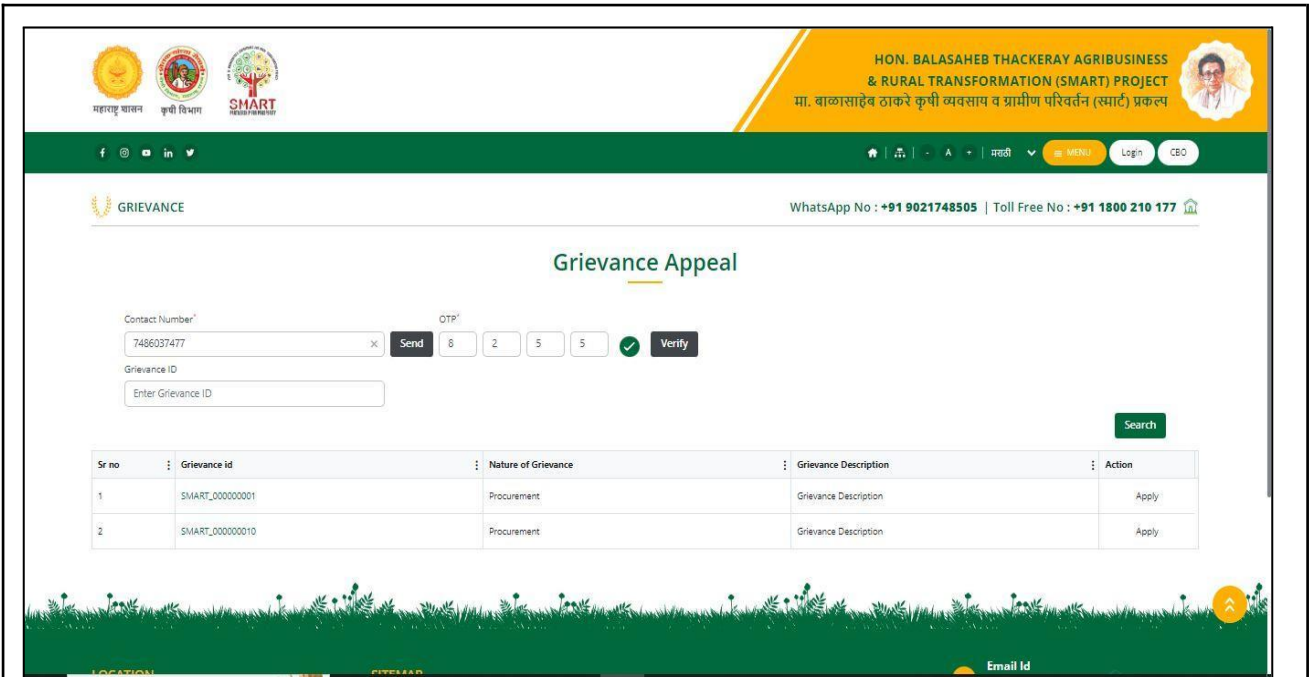 HON. BALASAHEB THACKERAY AGRIBUSINESS
& RURAL TRANSFORMATION (SMART) PROJECT
मा. बाळासाहेब ठाकरे कृषी व्यवसाय व ग्रामीण परिवर्तन (स्मार्ट) प्रकल्प
महाराष्ट्र शासन
कृषी विभाग
SMART
- A + मराठी MENU Login CBO
GRIEVANCE
WhatsApp No : +91 9021748505 | Toll Free No : +91 1800 210 177
Grievance Appeal
Contact Number* OTP*
7486037477 × Send 8 2 5 5 Verify
Grievance ID
Enter Grievance ID
Search
Sr no Grievance id Nature of Grievance Grievance Description Action
1 SMART_000000001 Procurement Grievance Description Apply
2 SMART_000000010 Procurement Grievance Description Apply
Email Id
LOCATION SITEMAP